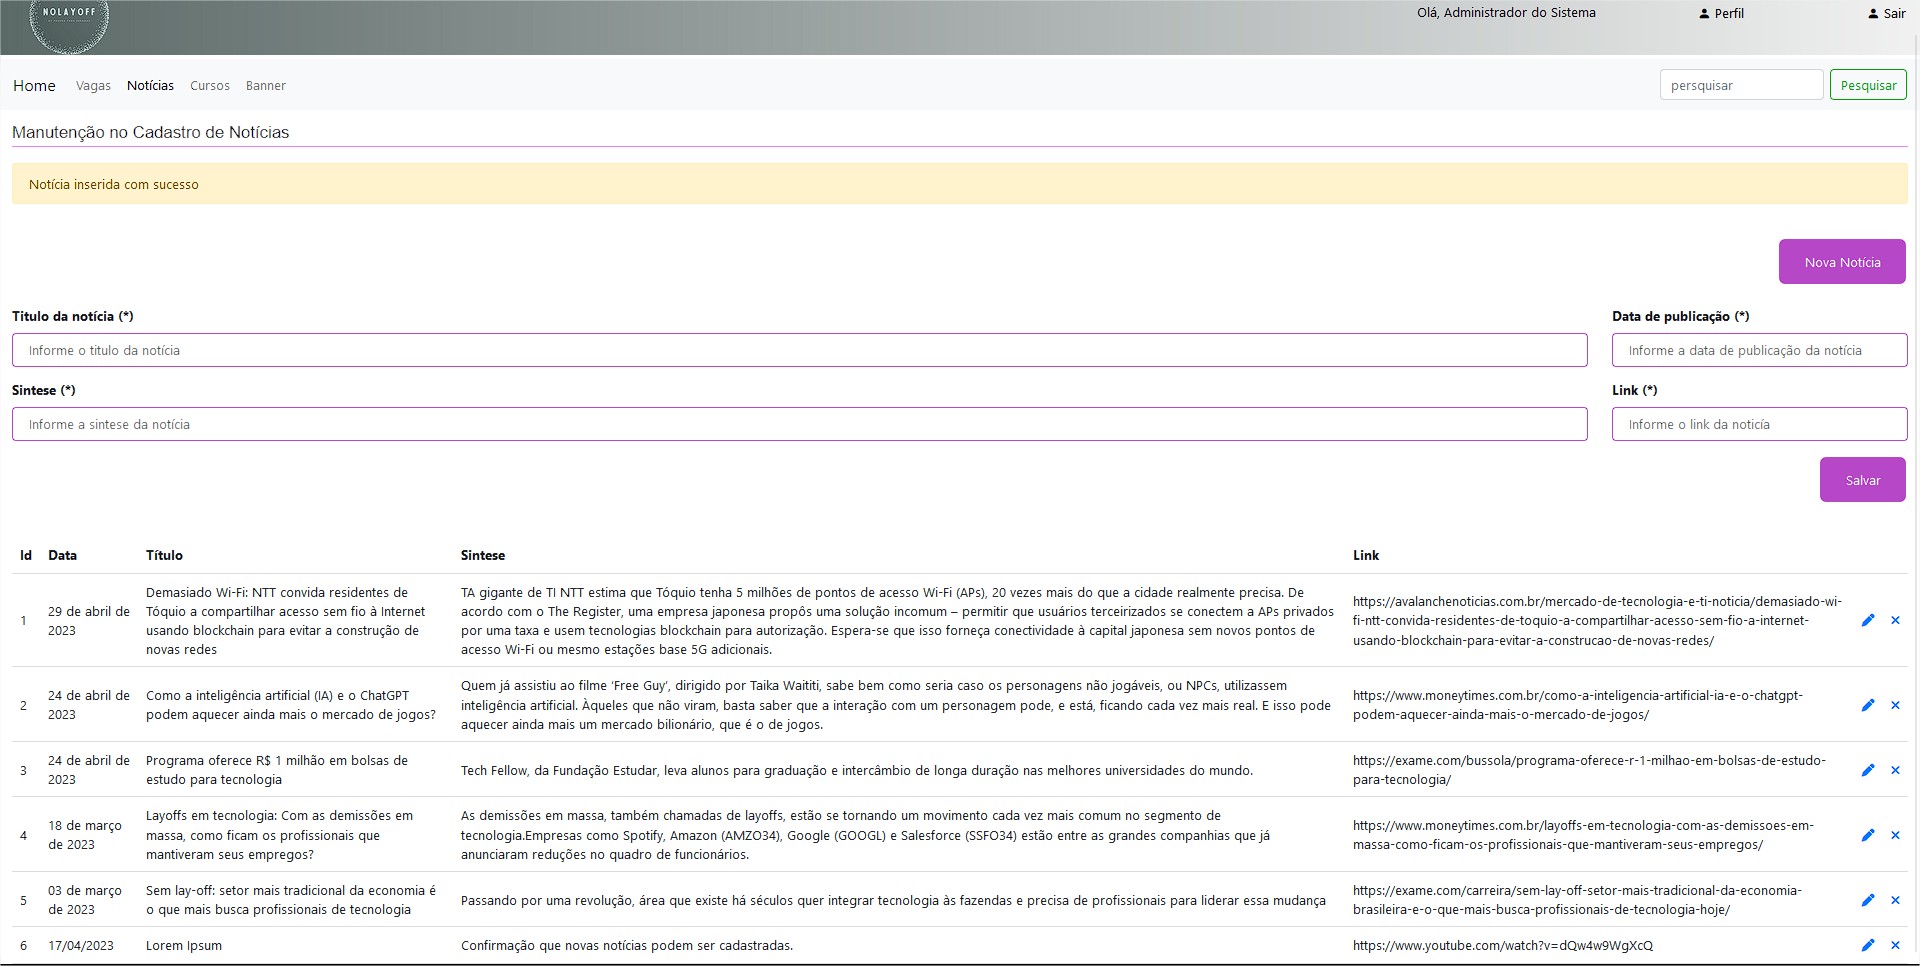 NOLAYOFF
Olá, Administrador do Sistema
Perfil
Sair
Home
Vagas
Notícias
Cursos
Banner
persquisar
Pesquisar
Manutenção no Cadastro de Notícias
Notícia inserida com sucesso
Nova Notícia
Titulo da notícia (*)
Data de publicação (*)
Informe o titulo da notícia
Informe a data de publicação da notícia
Sintese (*)
Link (*)
Informe a sintese da notícia
Informe o link da noticía
Salvar
Id Data Título Sintese Link
1
29 de abril de
2023
Demasiado Wi-Fi: NTT convida residentes de
Tóquio a compartilhar acesso sem fio à Internet
usando blockchain para evitar a construção de
novas redes
TA gigante de TI NTT estima que Tóquio tenha 5 milhões de pontos de acesso Wi-Fi (APs), 20 vezes mais do que a cidade realmente precisa. De
acordo com o The Register, uma empresa japonesa propôs uma solução incomum – permitir que usuários terceirizados se conectem a APs privados
por uma taxa e usem tecnologias blockchain para autorização. Espera-se que isso forneça conectividade à capital japonesa sem novos pontos de
acesso Wi-Fi ou mesmo estações base 5G adicionais.
https://avalanchenoticias.com.br/mercado-de-tecnologia-e-ti-noticia/demasiado-wi-
fi-ntt-convida-residentes-de-toquio-a-compartilhar-acesso-sem-fio-a-internet-
usando-blockchain-para-evitar-a-construcao-de-novas-redes/
2
24 de abril de
2023
Como a inteligência artificial (IA) e o ChatGPT
podem aquecer ainda mais o mercado de jogos?
Quem já assistiu ao filme ‘Free Guy’, dirigido por Taika Waititi, sabe bem como seria caso os personagens não jogáveis, ou NPCs, utilizassem
inteligência artificial. Àqueles que não viram, basta saber que a interação com um personagem pode, e está, ficando cada vez mais real. E isso pode
aquecer ainda mais um mercado bilionário, que é o de jogos.
https://www.moneytimes.com.br/como-a-inteligencia-artificial-ia-e-o-chatgpt-
podem-aquecer-ainda-mais-o-mercado-de-jogos/
3
24 de abril de
2023
Programa oferece R$ 1 milhão em bolsas de
estudo para tecnologia
Tech Fellow, da Fundação Estudar, leva alunos para graduação e intercâmbio de longa duração nas melhores universidades do mundo.
https://exame.com/bussola/programa-oferece-r-1-milhao-em-bolsas-de-estudo-
para-tecnologia/
4
18 de março
de 2023
Layoffs em tecnologia: Com as demissões em
massa, como ficam os profissionais que
mantiveram seus empregos?
As demissões em massa, também chamadas de layoffs, estão se tornando um movimento cada vez mais comum no segmento de
tecnologia.Empresas como Spotify, Amazon (AMZO34), Google (GOOGL) e Salesforce (SSFO34) estão entre as grandes companhias que já
anunciaram reduções no quadro de funcionários.
https://www.moneytimes.com.br/layoffs-em-tecnologia-com-as-demissoes-em-
massa-como-ficam-os-profissionais-que-mantiveram-seus-empregos/
5
03 de março
de 2023
Sem lay-off: setor mais tradicional da economia é
o que mais busca profissionais de tecnologia
Passando por uma revolução, área que existe há séculos quer integrar tecnologia às fazendas e precisa de profissionais para liderar essa mudança
https://exame.com/carreira/sem-lay-off-setor-mais-tradicional-da-economia-
brasileira-e-o-que-mais-busca-profissionais-de-tecnologia-hoje/
6
17/04/2023
Lorem Ipsum
Confirmação que novas notícias podem ser cadastradas.
https://www.youtube.com/watch?v=dQw4w9WgXcQ